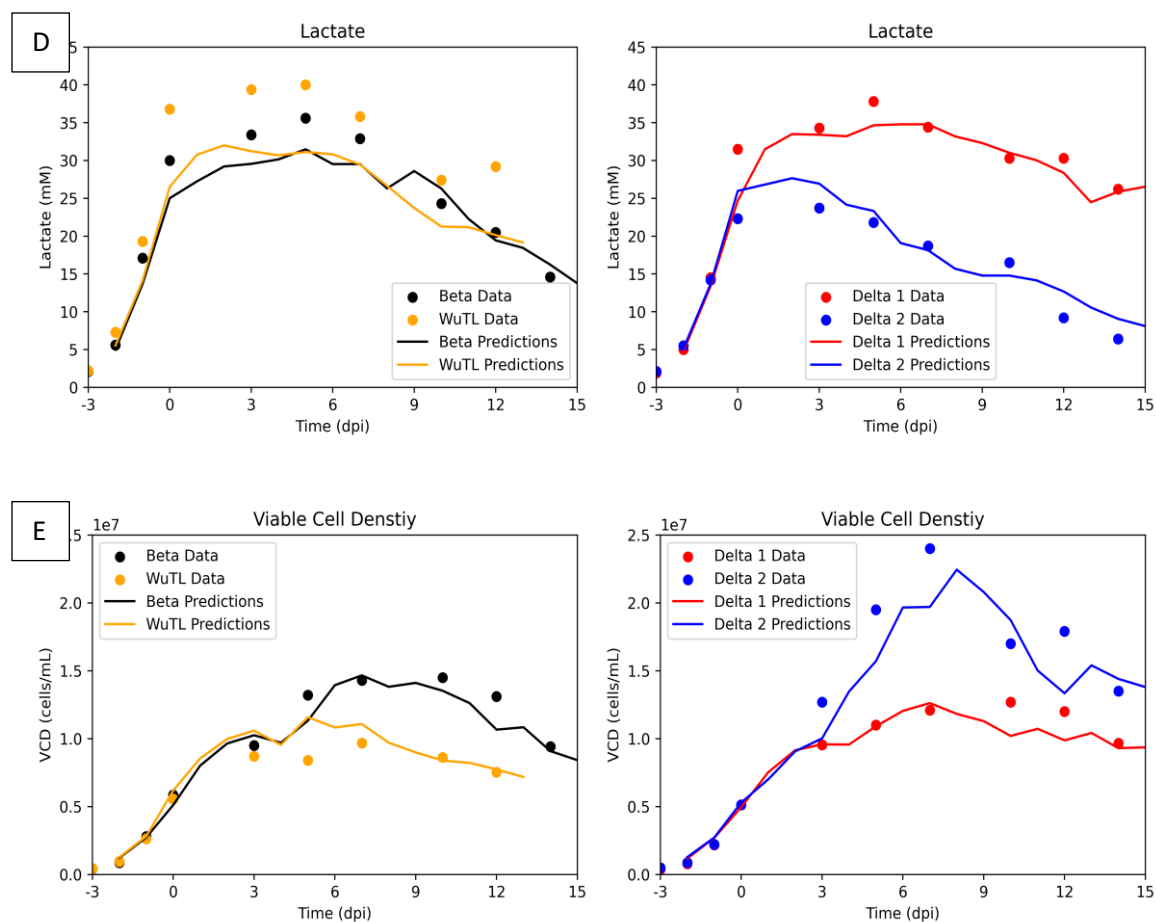 D
Lactate
Lactate (mM)
45
40
35
30
25
20
15
10
5
0
Beta Data
WuTL Data
Beta Predictions
WuTL Predictions
-3 0 3 6 9 12 15
Time (dpi)
Lactate
Lactate (mM)
45
40
35
30
25
20
15
10
5
0
Delta 1 Data
Delta 2 Data
Delta 1 Predictions
Delta 2 Predictions
-3 0 3 6 9 12 15
Time (dpi)
E
Viable Cell Denstiy
1e7
VCD (cells/mL)
2.5
2.0
1.5
1.0
0.5
0.0
Beta Data
WuTL Data
Beta Predictions
WuTL Predictions
-3 0 3 6 9 12 15
Time (dpi)
Viable Cell Denstiy
1e7
VCD (cells/mL)
2.5
2.0
1.5
1.0
0.5
0.0
Delta 1 Data
Delta 2 Data
Delta 1 Predictions
Delta 2 Predictions
-3 0 3 6 9 12 15
Time (dpi)